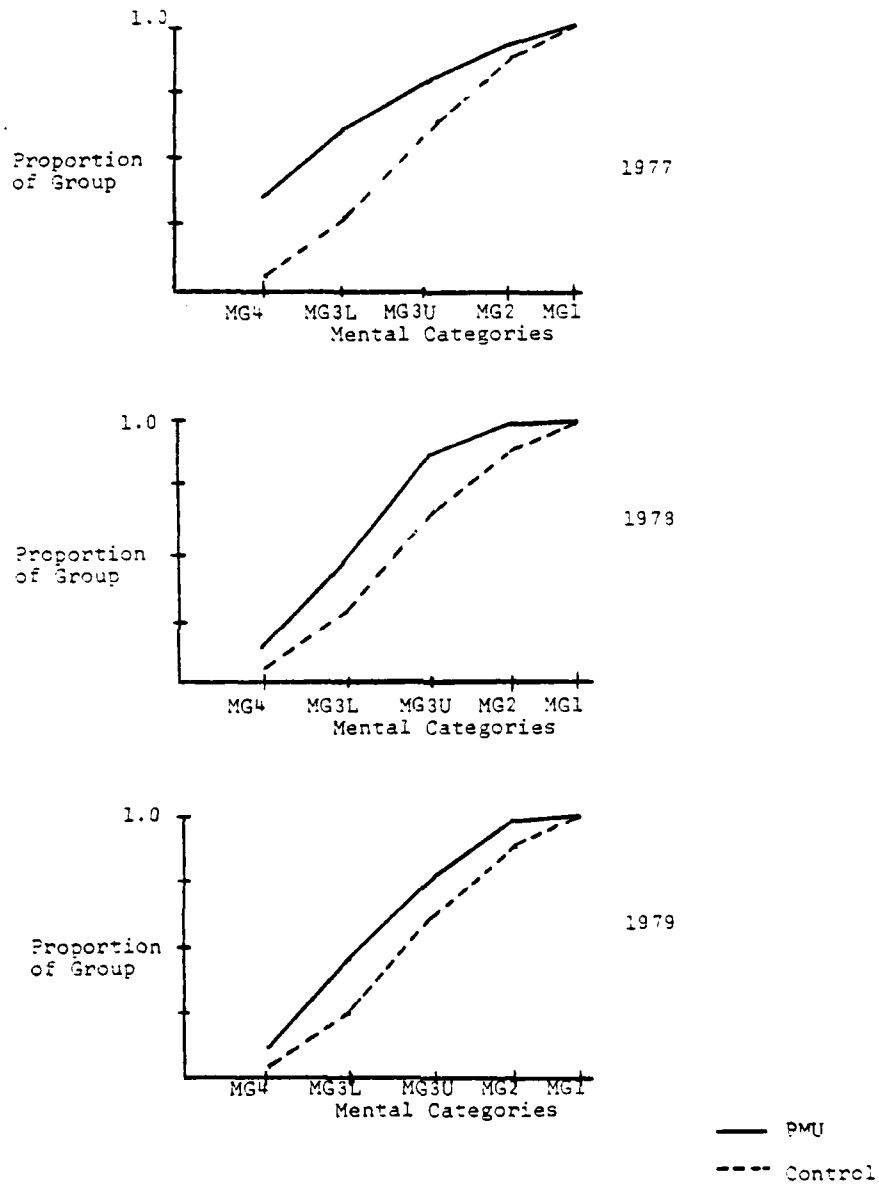 1.0
Proportion
of Group
1977
MG4 MG3L MG3U MG2 MG1
Mental Categories
1.0
Proportion
of Group
1978
MG4 MG3L MG3U MG2 MG1
Mental Categories
1.0
Proportion
of Group
1979
MG4 MG3L MG3U MG2 MG1
Mental Categories
PMU
Control